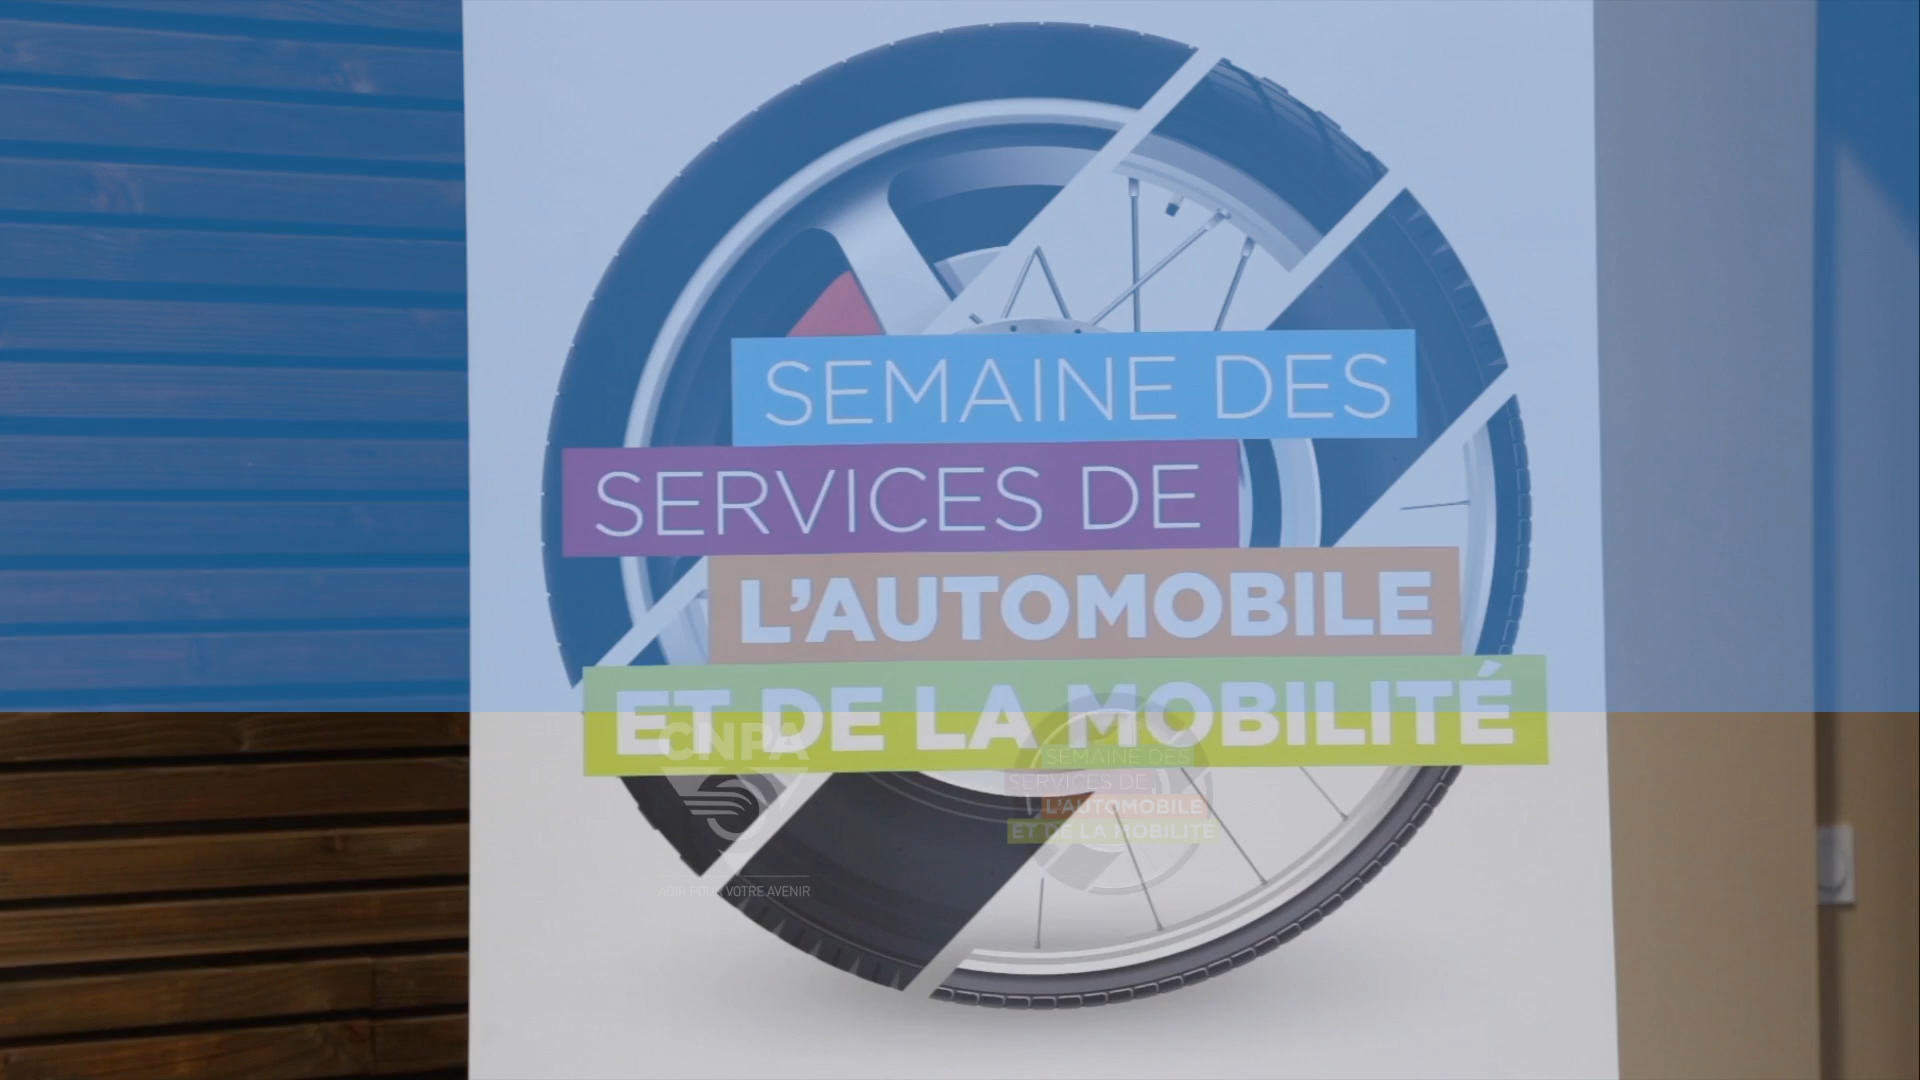 SEMAINE DES
SERVICES DE
L'AUTOMOBILE
ET DE LA MOBILITÉ
CNPA
AGIR POUR VOTRE AVENIR
SEMAINE DES
SERVICES DE
L'AUTOMOBILE
ET DE LA MOBILITÉ